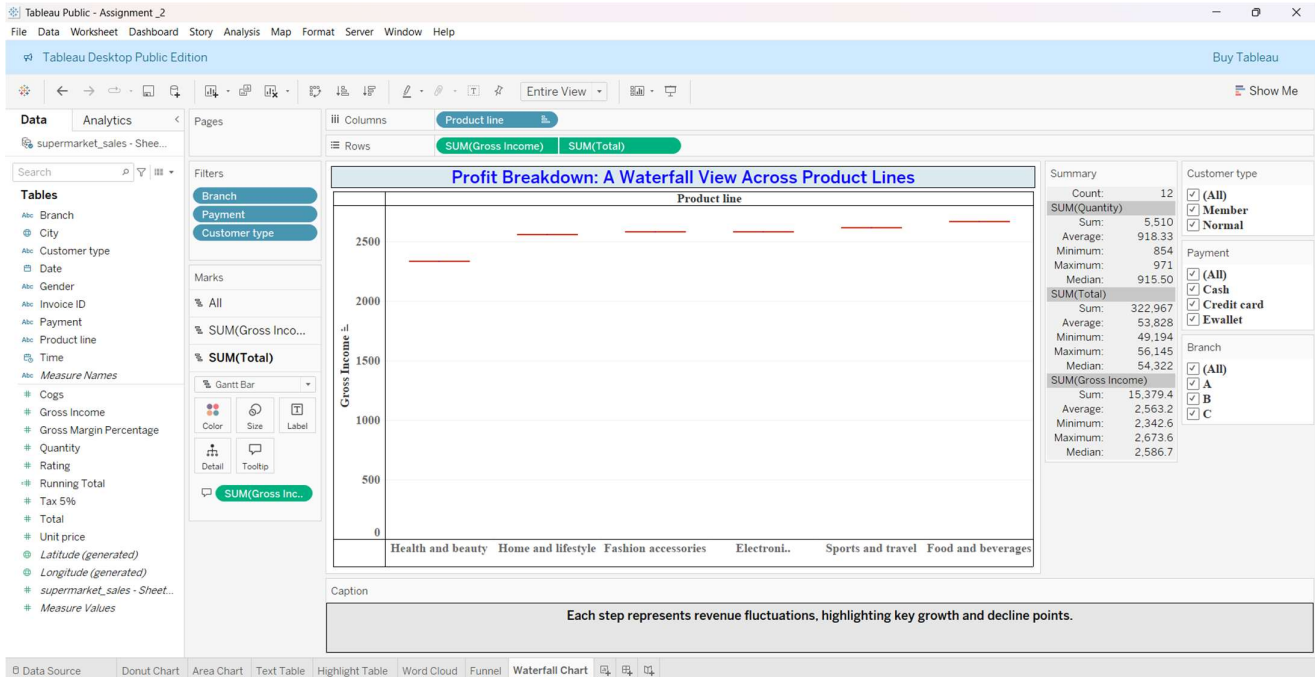 Tableau Public - Assignment _2
File Data Worksheet Dashboard Story Analysis Map Format Server Window Help
Tableau Desktop Public Edition
Buy Tableau
Entire View
Show Me
Data Analytics
supermarket_sales - Shee...
Search
Tables
Abc Branch
City
Abc Customer type
Date
Abc Gender
Abc Invoice ID
Abc Payment
Abc Product line
Time
Abc Measure Names
# Cogs
# Gross Income
# Gross Margin Percentage
# Quantity
# Rating
=# Running Total
# Tax 5%
# Total
# Unit price
Latitude (generated)
Longitude (generated)
# supermarket_sales - Sheet...
# Measure Values
Pages
Filters
Branch
Payment
Customer type
Marks
All
SUM(Gross Inco...
SUM(Total)
Gantt Bar
Color Size Label
Detail Tooltip
SUM(Gross Inc..
iii Columns Product line
Rows SUM(Gross Income) SUM(Total)
Profit Breakdown: A Waterfall View Across Product Lines
Product line
Gross Income
2500
2000
1500
1000
500
0
Health and beauty Home and lifestyle Fashion accessories Electroni.. Sports and travel Food and beverages
Caption
Each step represents revenue fluctuations, highlighting key growth and decline points.
Summary
Count: 12
SUM(Quantity)
Sum: 5,510
Average: 918.33
Minimum: 854
Maximum: 971
Median: 915.50
SUM(Total)
Sum: 322,967
Average: 53,828
Minimum: 49,194
Maximum: 56,145
Median: 54,322
SUM(Gross Income)
Sum: 15,379.4
Average: 2,563.2
Minimum: 2,342.6
Maximum: 2,673.6
Median: 2,586.7
Customer type
(All)
Member
Normal
Payment
(All)
Cash
Credit card
Ewallet
Branch
(All)
A
B
C
Data Source Donut Chart Area Chart Text Table Highlight Table Word Cloud Funnel Waterfall Chart